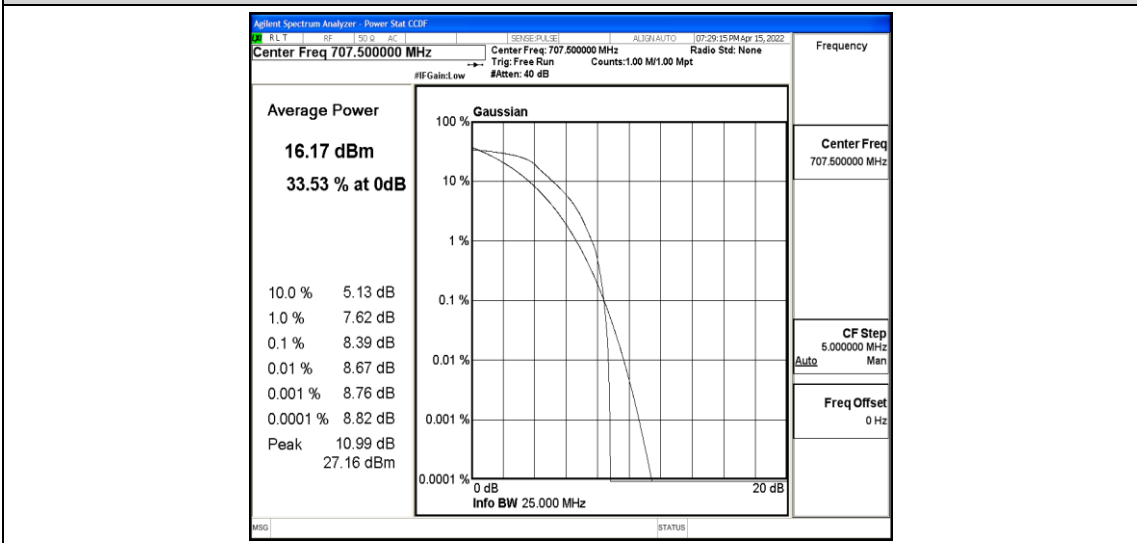 Agilent Spectrum Analyzer - Power Stat CCDF
LXI RL T RF 50 Ω AC SENSE:PULSE ALIGN AUTO 07:29:15 PM Apr 15, 2022
Center Freq 707.500000 MHz
Center Freq: 707.500000 MHz Radio Std: None
Trig: Free Run Counts:1.00 M/1.00 Mpt
#IFGain:Low #Atten: 40 dB
Frequency
Average Power
16.17 dBm
33.53 % at 0dB
10.0 % 5.13 dB
1.0 % 7.62 dB
0.1 % 8.39 dB
0.01 % 8.67 dB
0.001 % 8.76 dB
0.0001 % 8.82 dB
Peak 10.99 dB
27.16 dBm
Gaussian
100 %
10 %
1 %
0.1 %
0.01 %
0.001 %
0.0001 %
0 dB 20 dB
Info BW 25.000 MHz
Center Freq
707.500000 MHz
CF Step
5.000000 MHz
Auto Man
Freq Offset
0 Hz
MSG STATUS